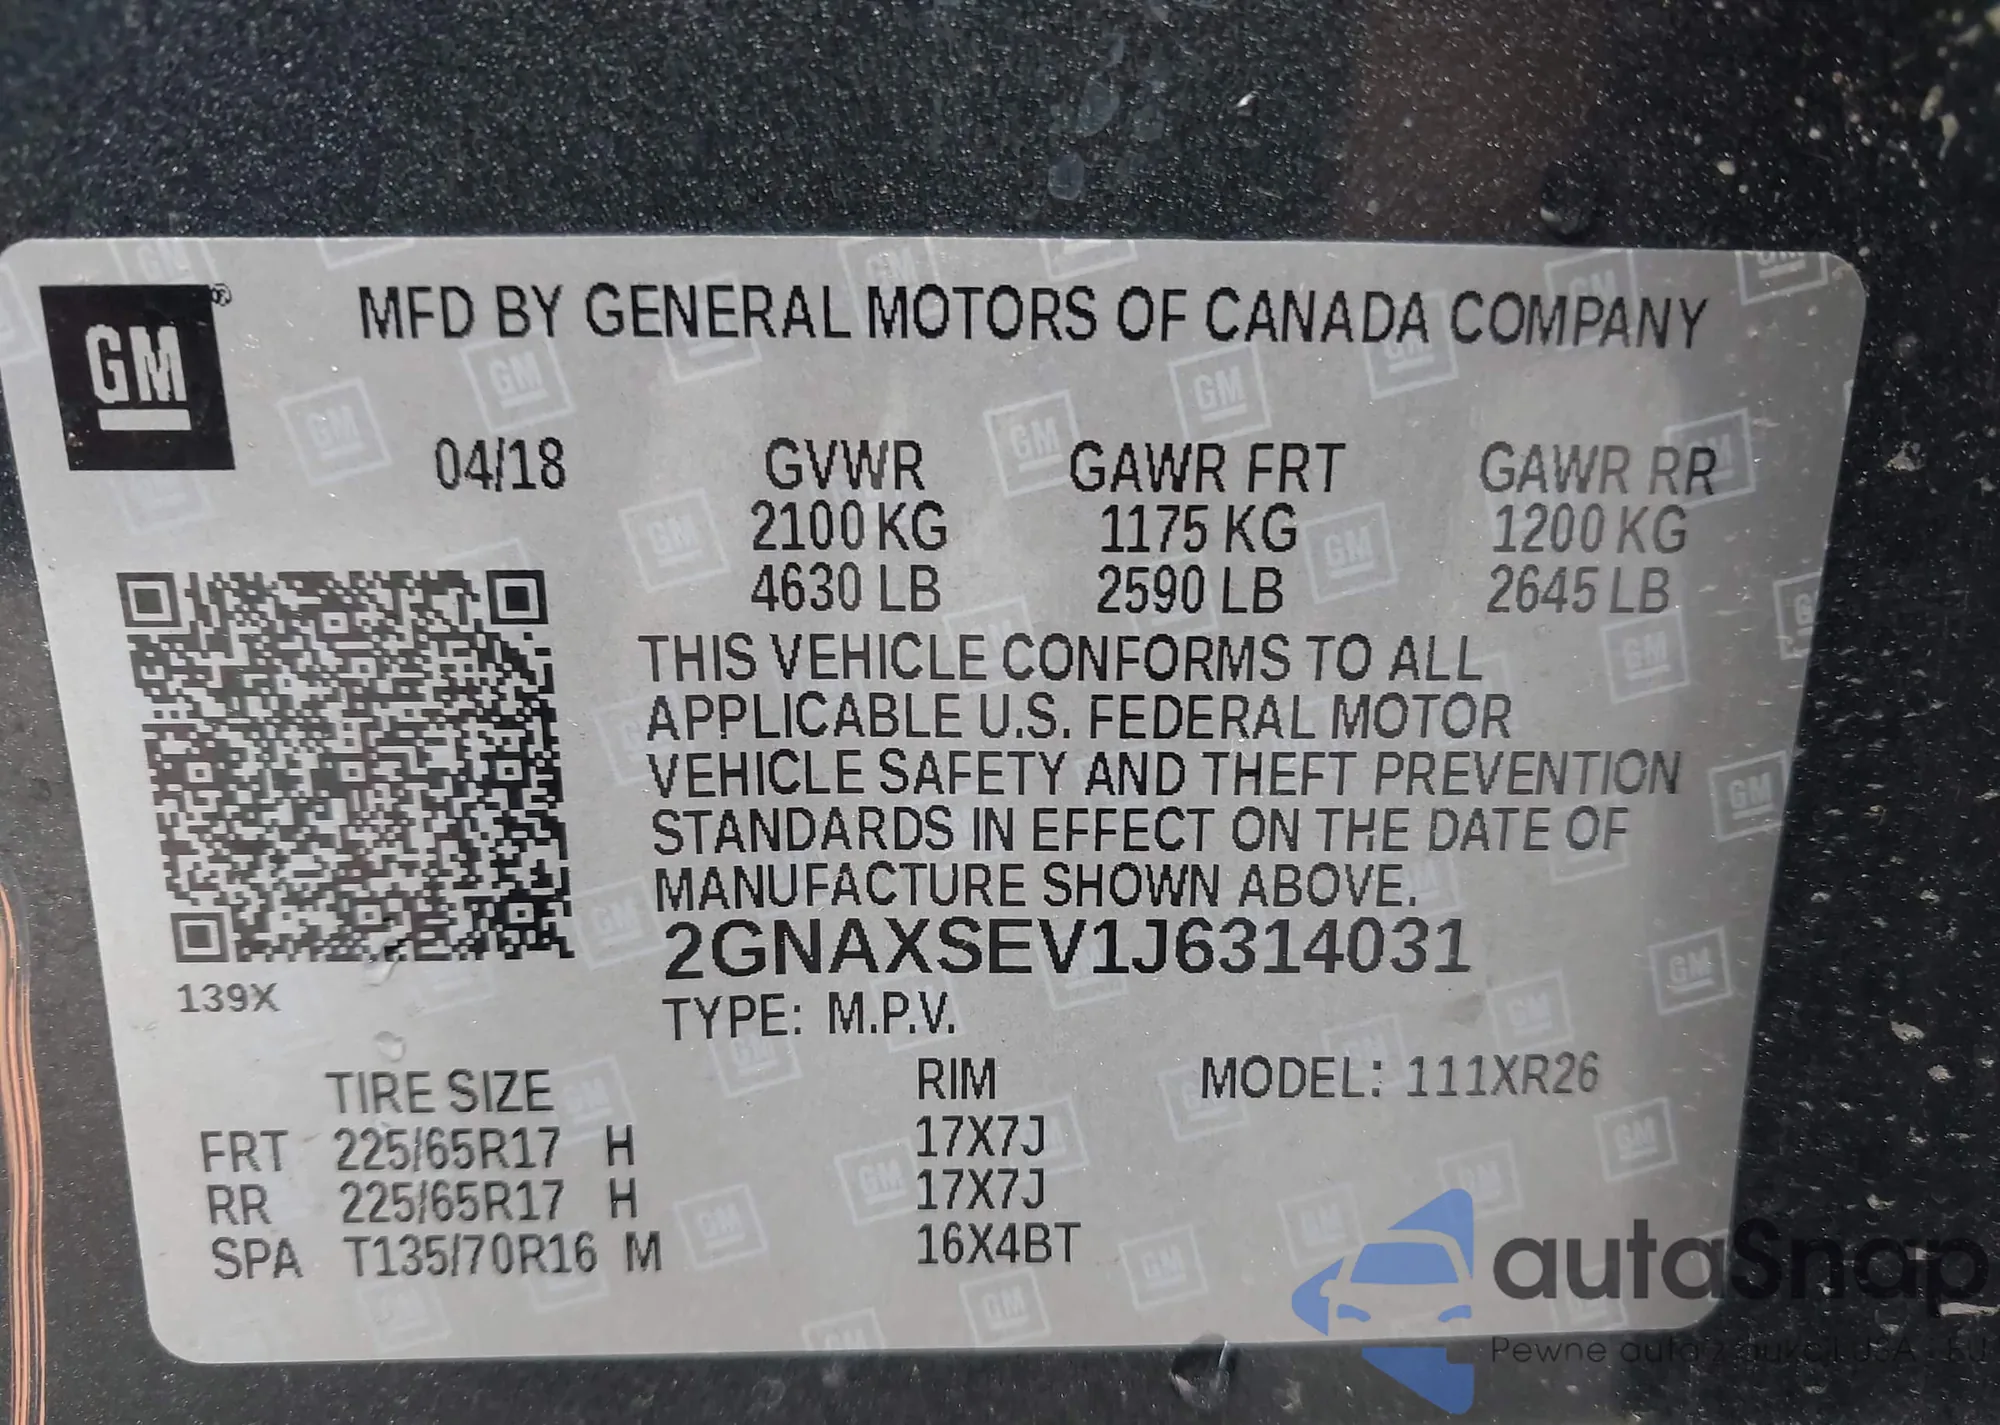 GM ®
MFD BY GENERAL MOTORS OF CANADA COMPANY
04/18 GVWR GAWR FRT GAWR RR
2100 KG 1175 KG 1200 KG
4630 LB 2590 LB 2645 LB
THIS VEHICLE CONFORMS TO ALL
APPLICABLE U.S. FEDERAL MOTOR
VEHICLE SAFETY AND THEFT PREVENTION
STANDARDS IN EFFECT ON THE DATE OF
MANUFACTURE SHOWN ABOVE.
2GNAXSEV1J6314031
139X
TYPE: M.P.V.
TIRE SIZE RIM MODEL: 111XR26
FRT 225/65R17 H 17X7J
RR 225/65R17 H 17X7J
SPA T135/70R16 M 16X4BT
autaSnap
Pewne auta z USA